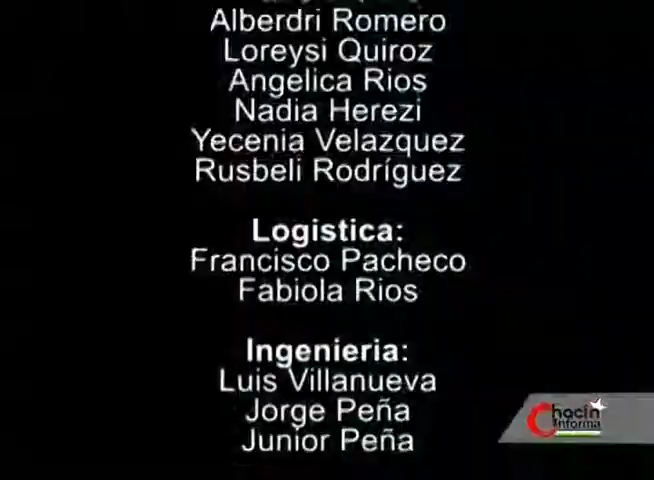 Alberdri Romero
Loreysi Quiroz
Angelica Rios
Nadia Herezi
Yecenia Velazquez
Rusbeli Rodríguez
Logistica:
Francisco Pacheco
Fabiola Rios
Ingenieria:
Luis Villanueva
Jorge Peña
Junior Peña
Chacín
Informa